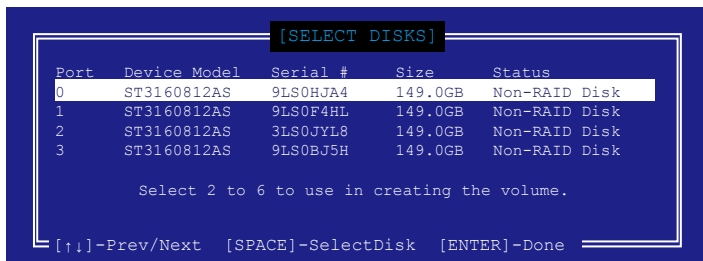 [SELECT DISKS]
Port Device Model Serial # Size Status
0 ST3160812AS 9LS0HJA4 149.0GB Non-RAID Disk
1 ST3160812AS 9LS0F4HL 149.0GB Non-RAID Disk
2 ST3160812AS 3LS0JYL8 149.0GB Non-RAID Disk
3 ST3160812AS 9LS0BJ5H 149.0GB Non-RAID Disk
Select 2 to 6 to use in creating the volume.
[↑↓]-Prev/Next [SPACE]-SelectDisk [ENTER]-Done